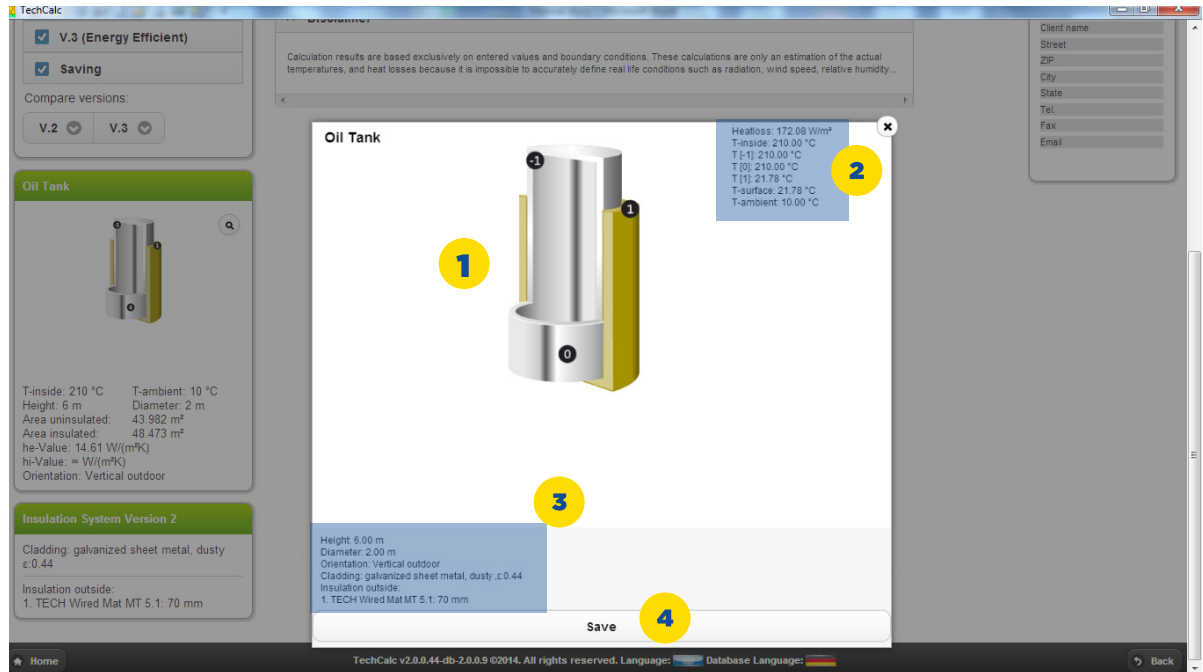 TechCalc
V.3 (Energy Efficient)
Saving
Compare versions:
V.2
V.3
Disclaimer
Calculation results are based exclusively on entered values and boundary conditions. These calculations are only an estimation of the actual
temperatures, and heat losses because it is impossible to accurately define real life conditions such as radiation, wind speed, relative humidity...
Client name
Street
ZIP
City
State
Tel.
Fax
Email
Oil Tank
-1
1
0
T-inside: 210 °C T-ambient: 10 °C
Height: 6 m Diameter: 2 m
Area uninsulated: 43.982 m²
Area insulated: 48.473 m²
he-Value: 14.61 W/(m²K)
hi-Value: ∞ W/(m²K)
Orientation: Vertical outdoor
Insulation System Version 2
Cladding: galvanized sheet metal, dusty
ε:0.44
Insulation outside:
1. TECH Wired Mat MT 5.1: 70 mm
Oil Tank
-1
1
0
1
Heatloss: 172.08 W/m²
T-inside: 210.00 °C
T [-1]: 210.00 °C
T [0]: 210.00 °C
T [1]: 21.78 °C
T-surface: 21.78 °C
T-ambient: 10.00 °C
2
3
Height: 6.00 m
Diameter: 2.00 m
Orientation: Vertical outdoor
Cladding: galvanized sheet metal, dusty ,ε:0.44
Insulation outside:
1. TECH Wired Mat MT 5.1: 70 mm
Save
4
Home
TechCalc v2.0.0.44-db-2.0.0.9 ©2014. All rights reserved. Language: Database Language:
Back